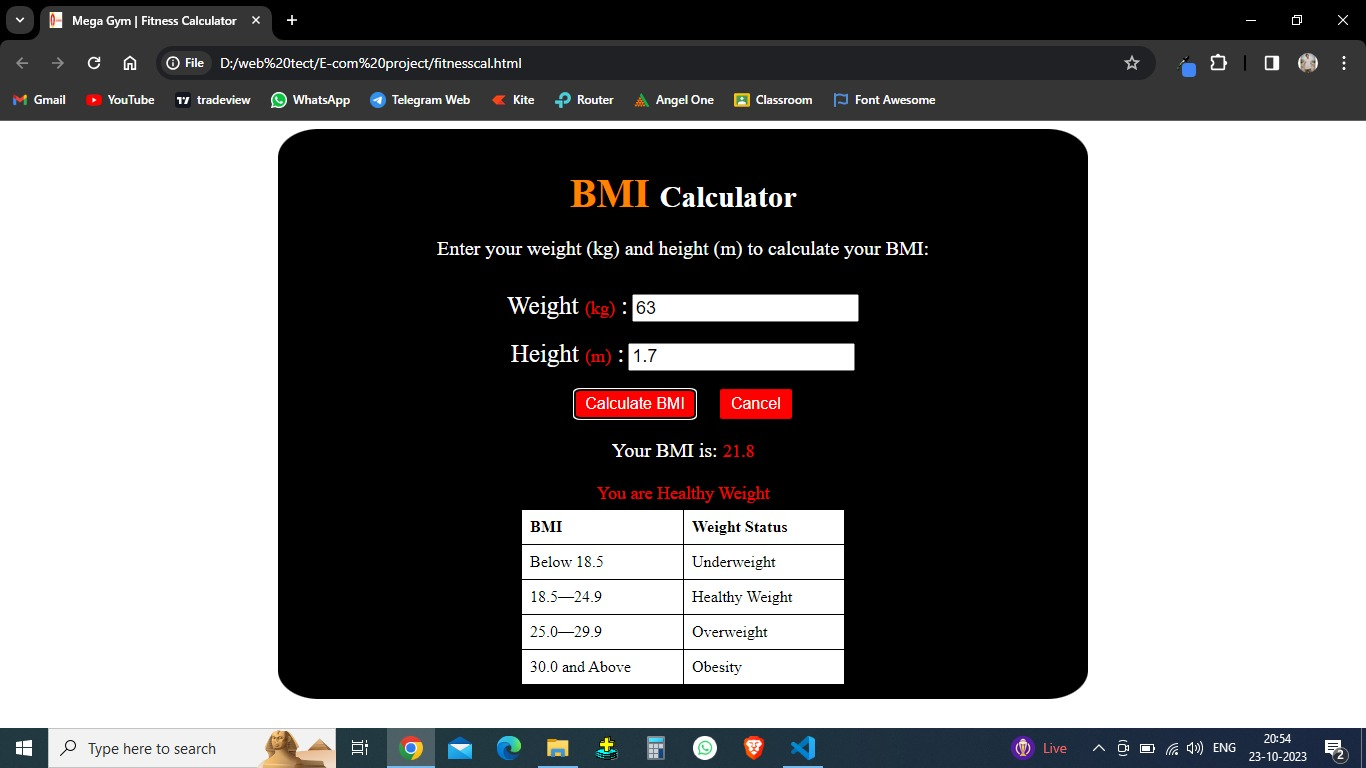 Mega Gym | Fitness Calculator
File D:/web%20tect/E-com%20project/fitnesscal.html
Gmail YouTube tradeview WhatsApp Telegram Web Kite Router Angel One Classroom Font Awesome
BMI Calculator
Enter your weight (kg) and height (m) to calculate your BMI:
Weight (kg) : 63
Height (m) : 1.7
Calculate BMI Cancel
Your BMI is: 21.8
You are Healthy Weight
BMI Weight Status
Below 18.5 Underweight
18.5—24.9 Healthy Weight
25.0—29.9 Overweight
30.0 and Above Obesity
Type here to search Live ENG 20:54
23-10-2023 2